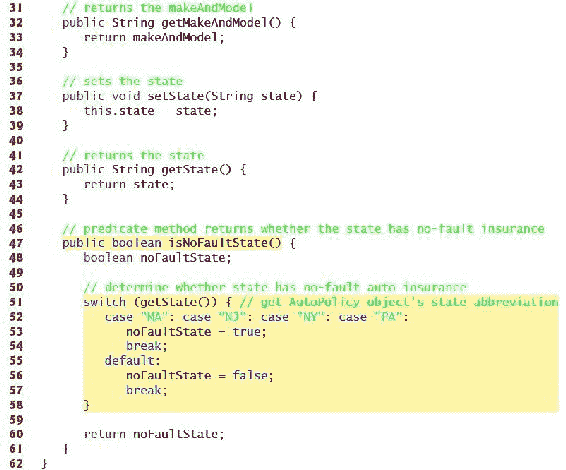 31 // returns the makeAndModel
32 public String getMakeAndModel() {
33 return makeAndModel;
34 }
35
36 // sets the state
37 public void setState(String state) {
38 this.state = state;
39 }
40
41 // returns the state
42 public String getState() {
43 return state;
44 }
45
46 // predicate method returns whether the state has no-fault insurance
47 public boolean isNoFaultState() {
48 boolean noFaultState;
49
50 // determine whether state has no-fault auto insurance
51 switch (getState()) { // get AutoPolicy object's state abbreviation
52 case "MA": case "NJ": case "NY": case "PA":
53 noFaultState = true;
54 break;
55 default:
56 noFaultState = false;
57 break;
58 }
59
60 return noFaultState;
61 }
62 }